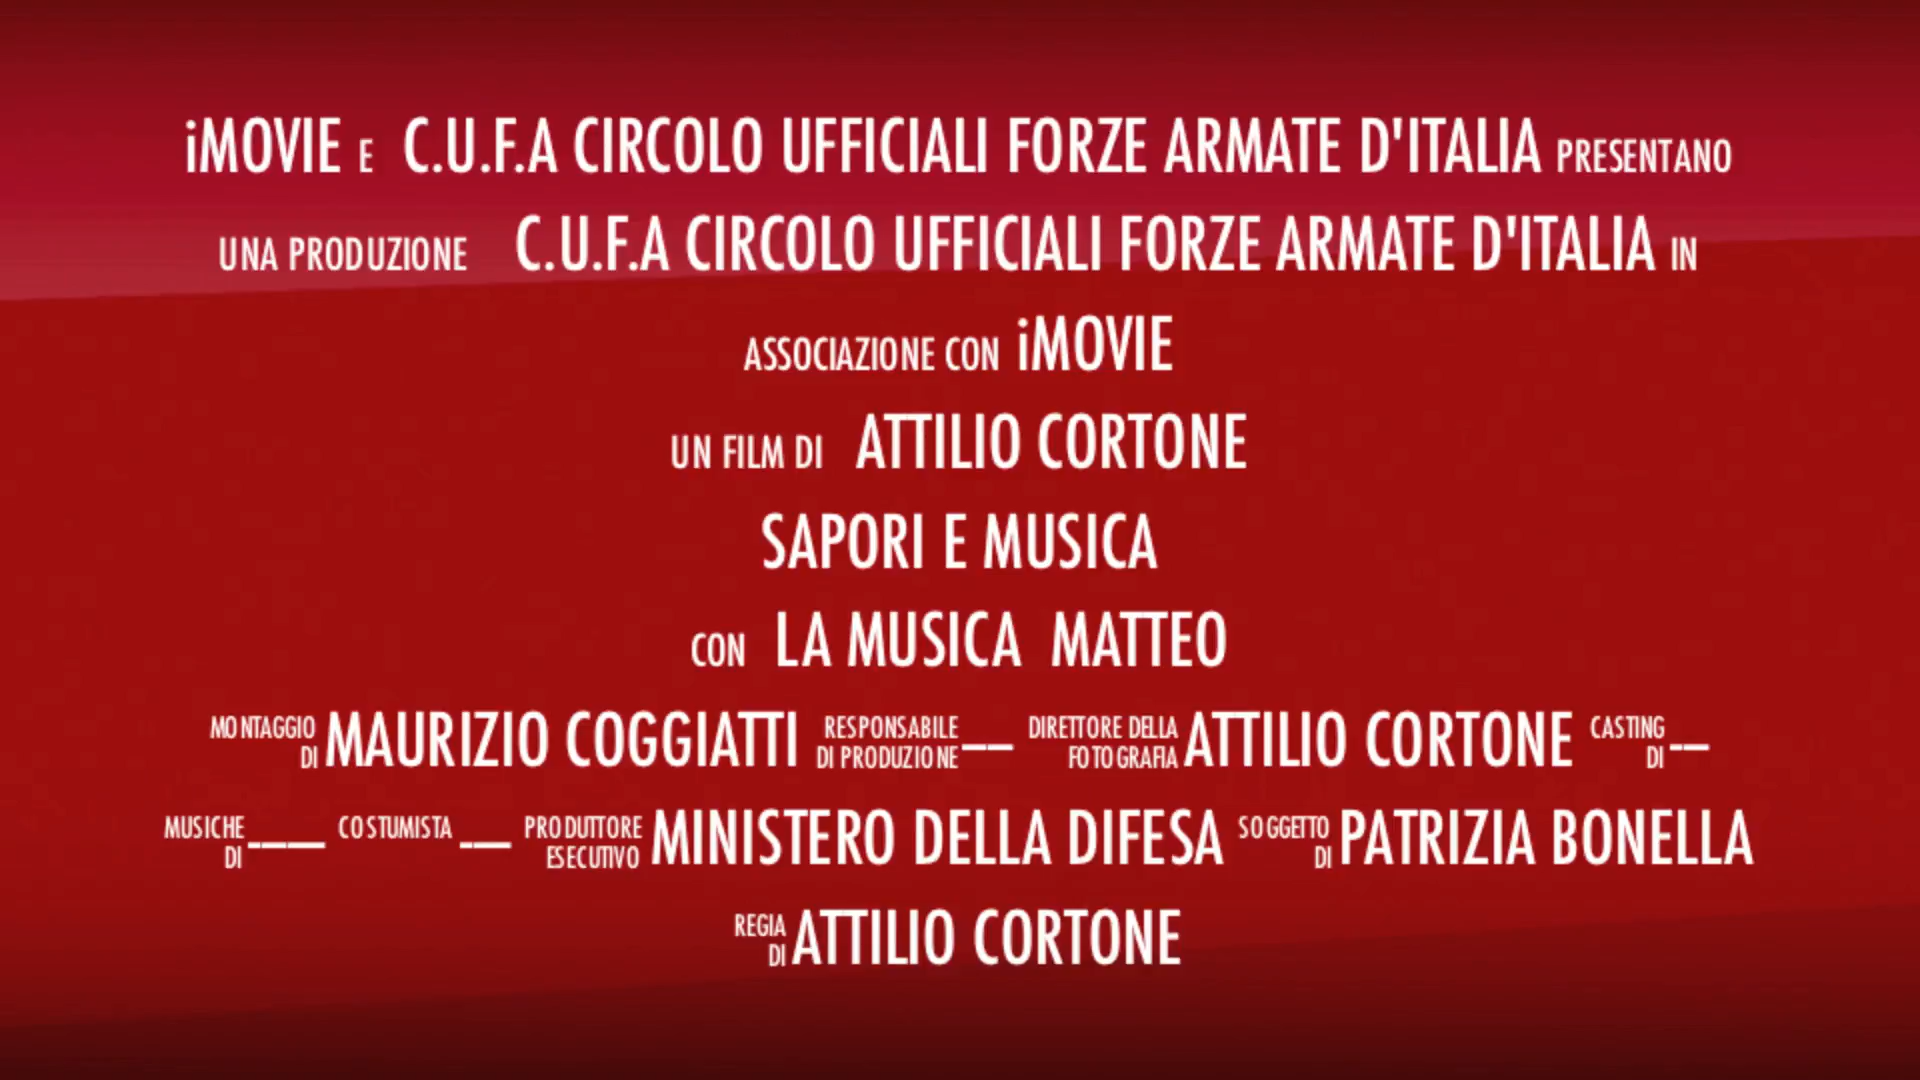 iMOVIE E C.U.F.A CIRCOLO UFFICIALI FORZE ARMATE D'ITALIA PRESENTANO
UNA PRODUZIONE C.U.F.A CIRCOLO UFFICIALI FORZE ARMATE D'ITALIA IN
ASSOCIAZIONE CON iMOVIE
UN FILM DI ATTILIO CORTONE
SAPORI E MUSICA
CON LA MUSICA MATTEO
MONTAGGIO DI MAURIZIO COGGIATTI RESPONSABILE DI PRODUZIONE -- DIRETTORE DELLA FOTOGRAFIA ATTILIO CORTONE CASTING DI --
MUSICHE DI --- COSTUMISTA -- PRODUTTORE ESECUTIVO MINISTERO DELLA DIFESA SOGGETTO DI PATRIZIA BONELLA
REGIA DI ATTILIO CORTONE